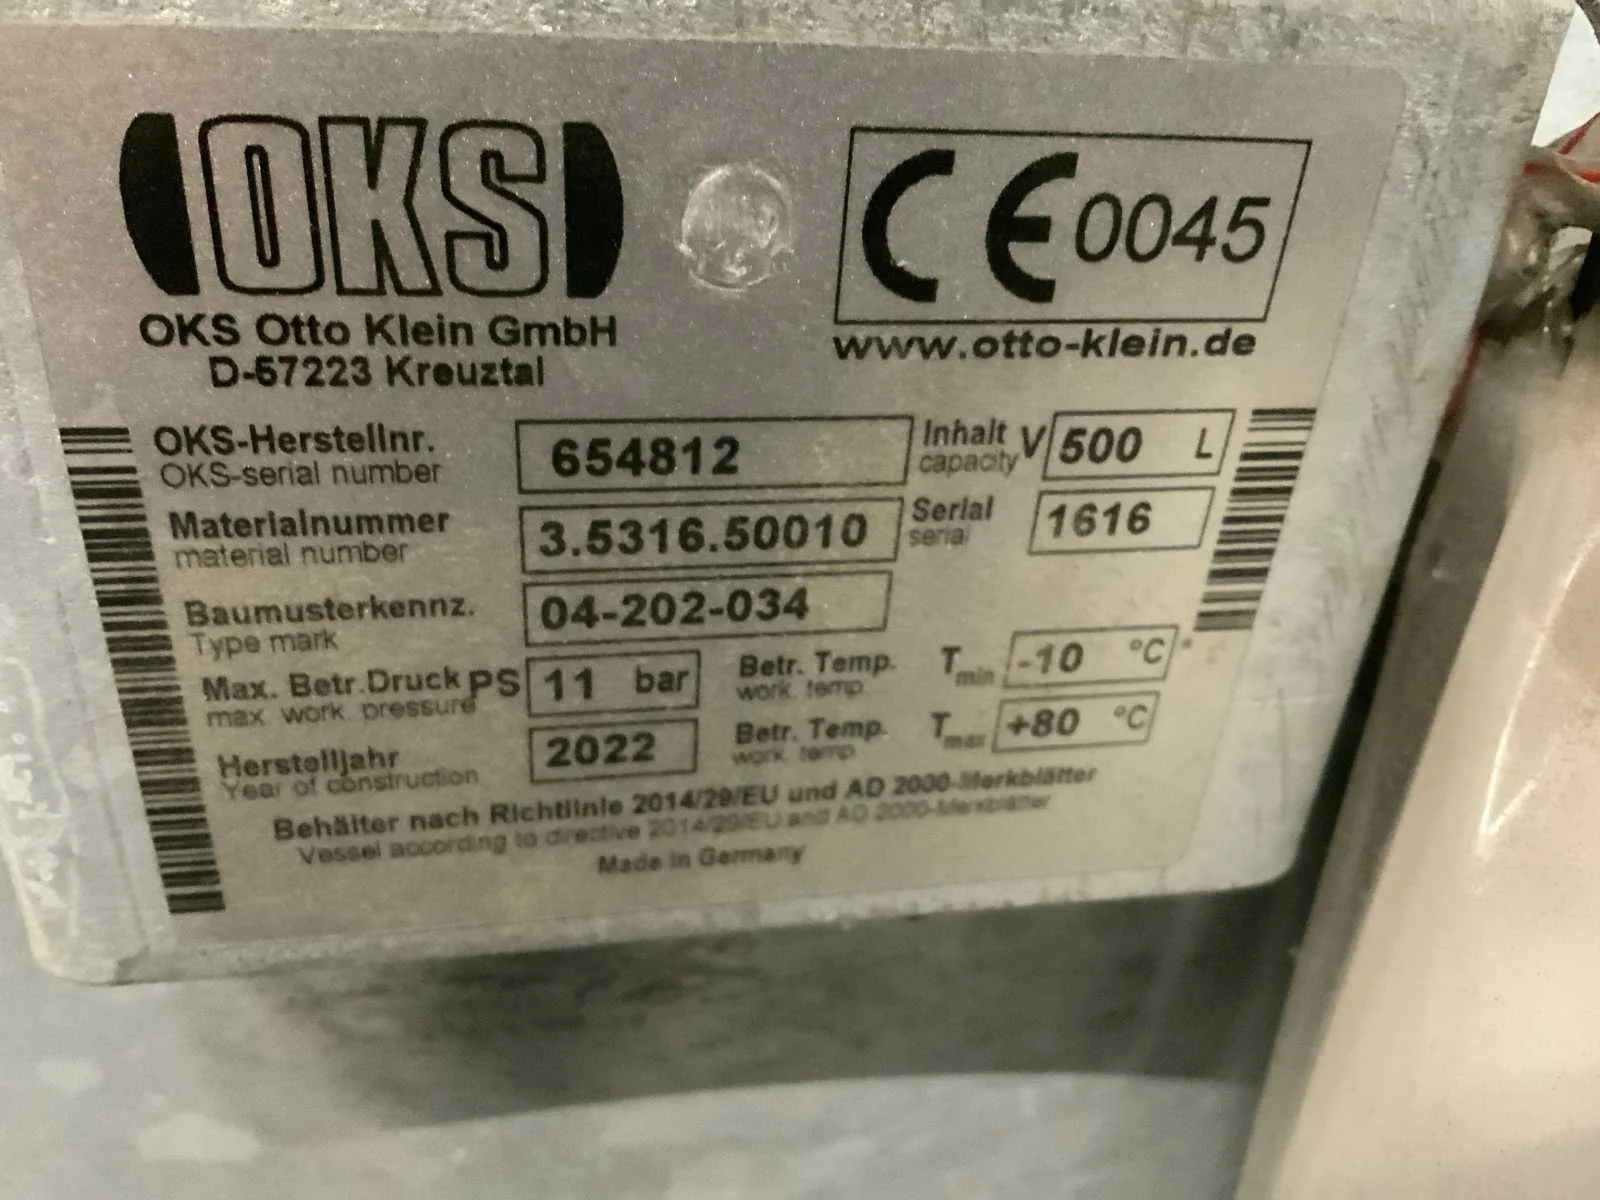 OKS
CE 0045
OKS Otto Klein GmbH
D-57223 Kreuztal
www.otto-klein.de
OKS-Herstellnr. 654812 Inhalt V 500 L
OKS-serial number capacity
Materialnummer 3.5316.50010 Serial 1616
material number serial
Baumusterkennz. 04-202-034
Type mark
Max. Betr.Druck PS 11 bar Betr. Temp. Tmin -10 °C
max. work. pressure work. temp.
Herstelljahr 2022 Betr. Temp. Tmax +80 °C
Year of construction work. temp.
Behälter nach Richtlinie 2014/29/EU und AD 2000-Merkblätter
Vessel according to directive 2014/29/EU and AD 2000-Merkblätter
Made in Germany